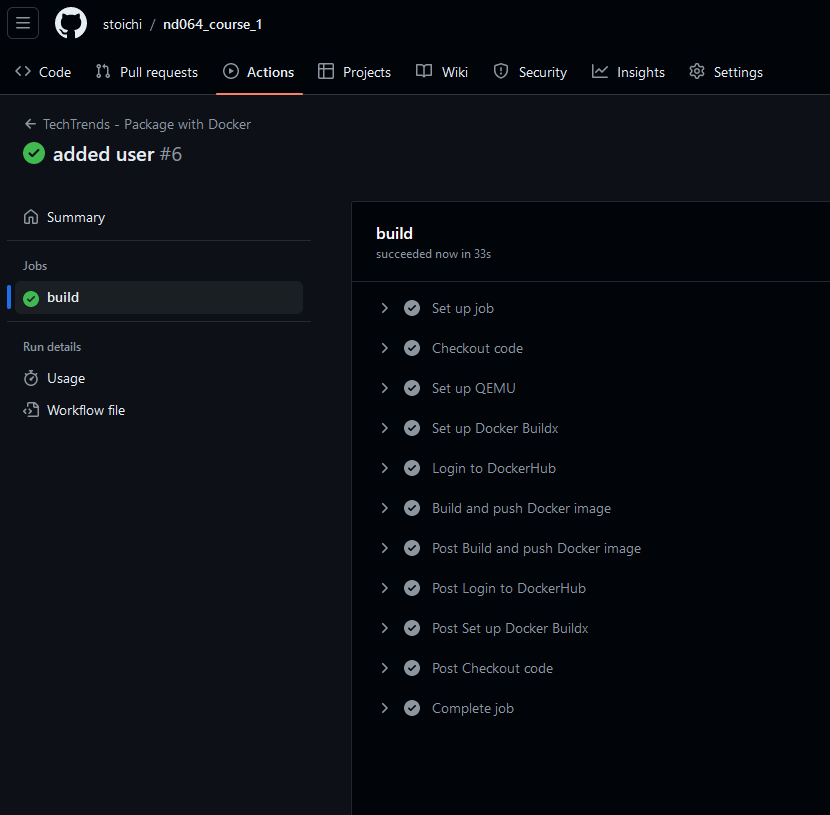 stoichi / nd064_course_1
Code Pull requests Actions Projects Wiki Security Insights Settings
TechTrends - Package with Docker
added user #6
Summary
Jobs
build
Run details
Usage
Workflow file
build
succeeded now in 33s
Set up job
Checkout code
Set up QEMU
Set up Docker Buildx
Login to DockerHub
Build and push Docker image
Post Build and push Docker image
Post Login to DockerHub
Post Set up Docker Buildx
Post Checkout code
Complete job